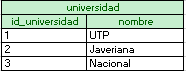 universidad
id_universidad nombre
1 UTP
2 Javeriana
3 Nacional